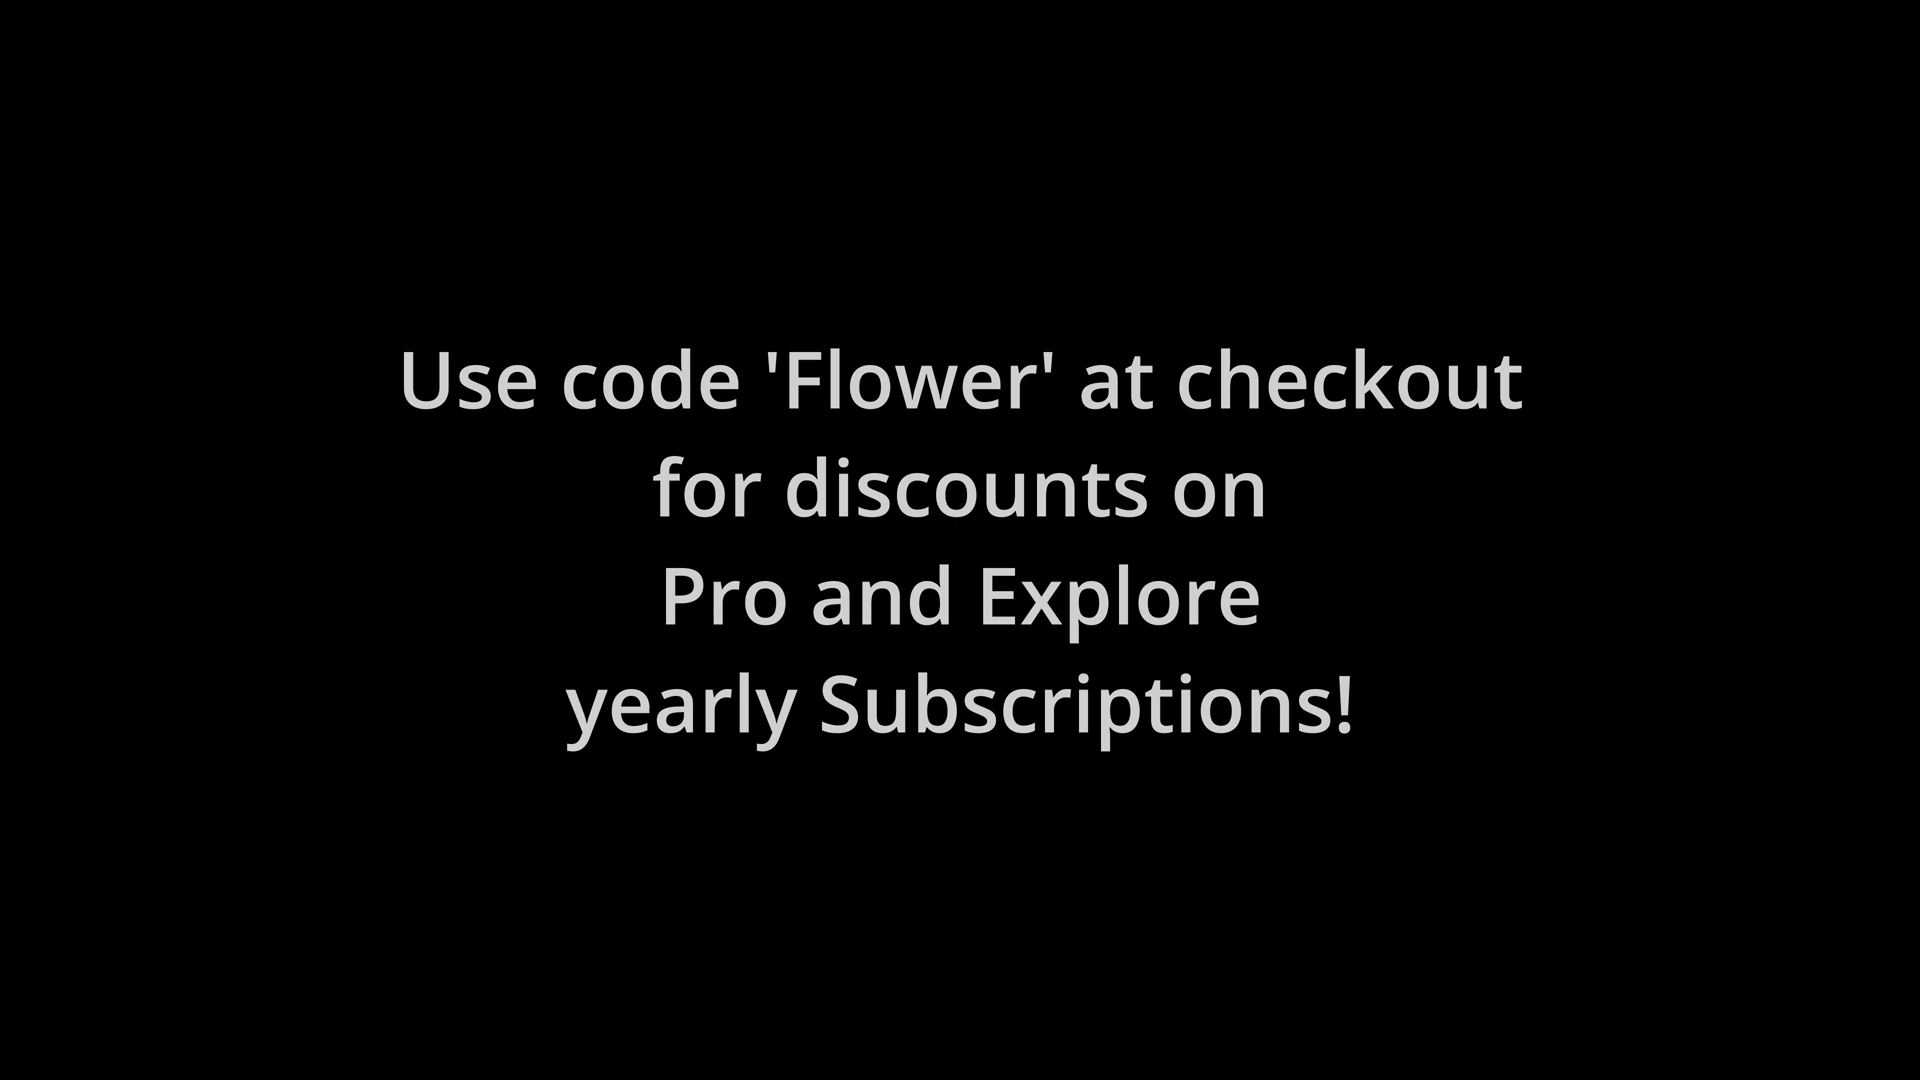 Use code 'Flower' at checkout
for discounts on
Pro and Explore
yearly Subscriptions!